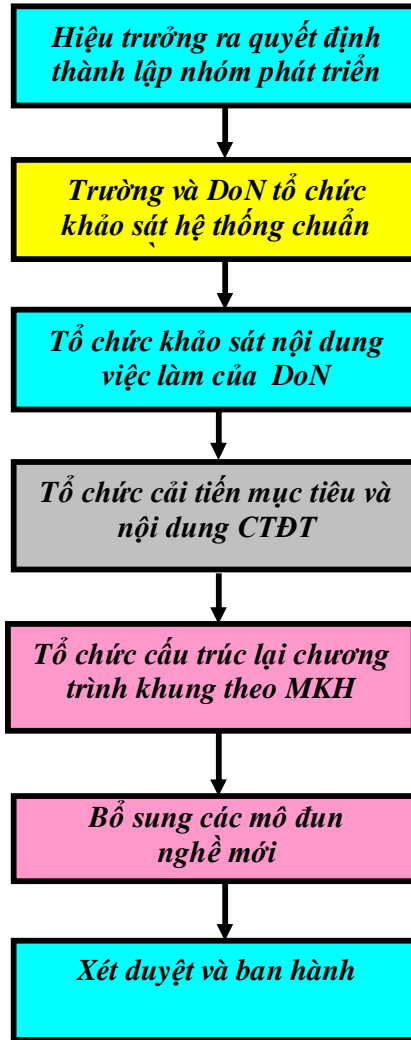 Hiệu trưởng ra quyết định
thành lập nhóm phát triển
Trường và DoN tổ chức
khảo sát hệ thống chuẩn
Tổ chức khảo sát nội dung
việc làm của DoN
Tổ chức cải tiến mục tiêu và
nội dung CTĐT
Tổ chức cấu trúc lại chương
trình khung theo MKH
Bổ sung các mô đun
nghề mới
Xét duyệt và ban hành